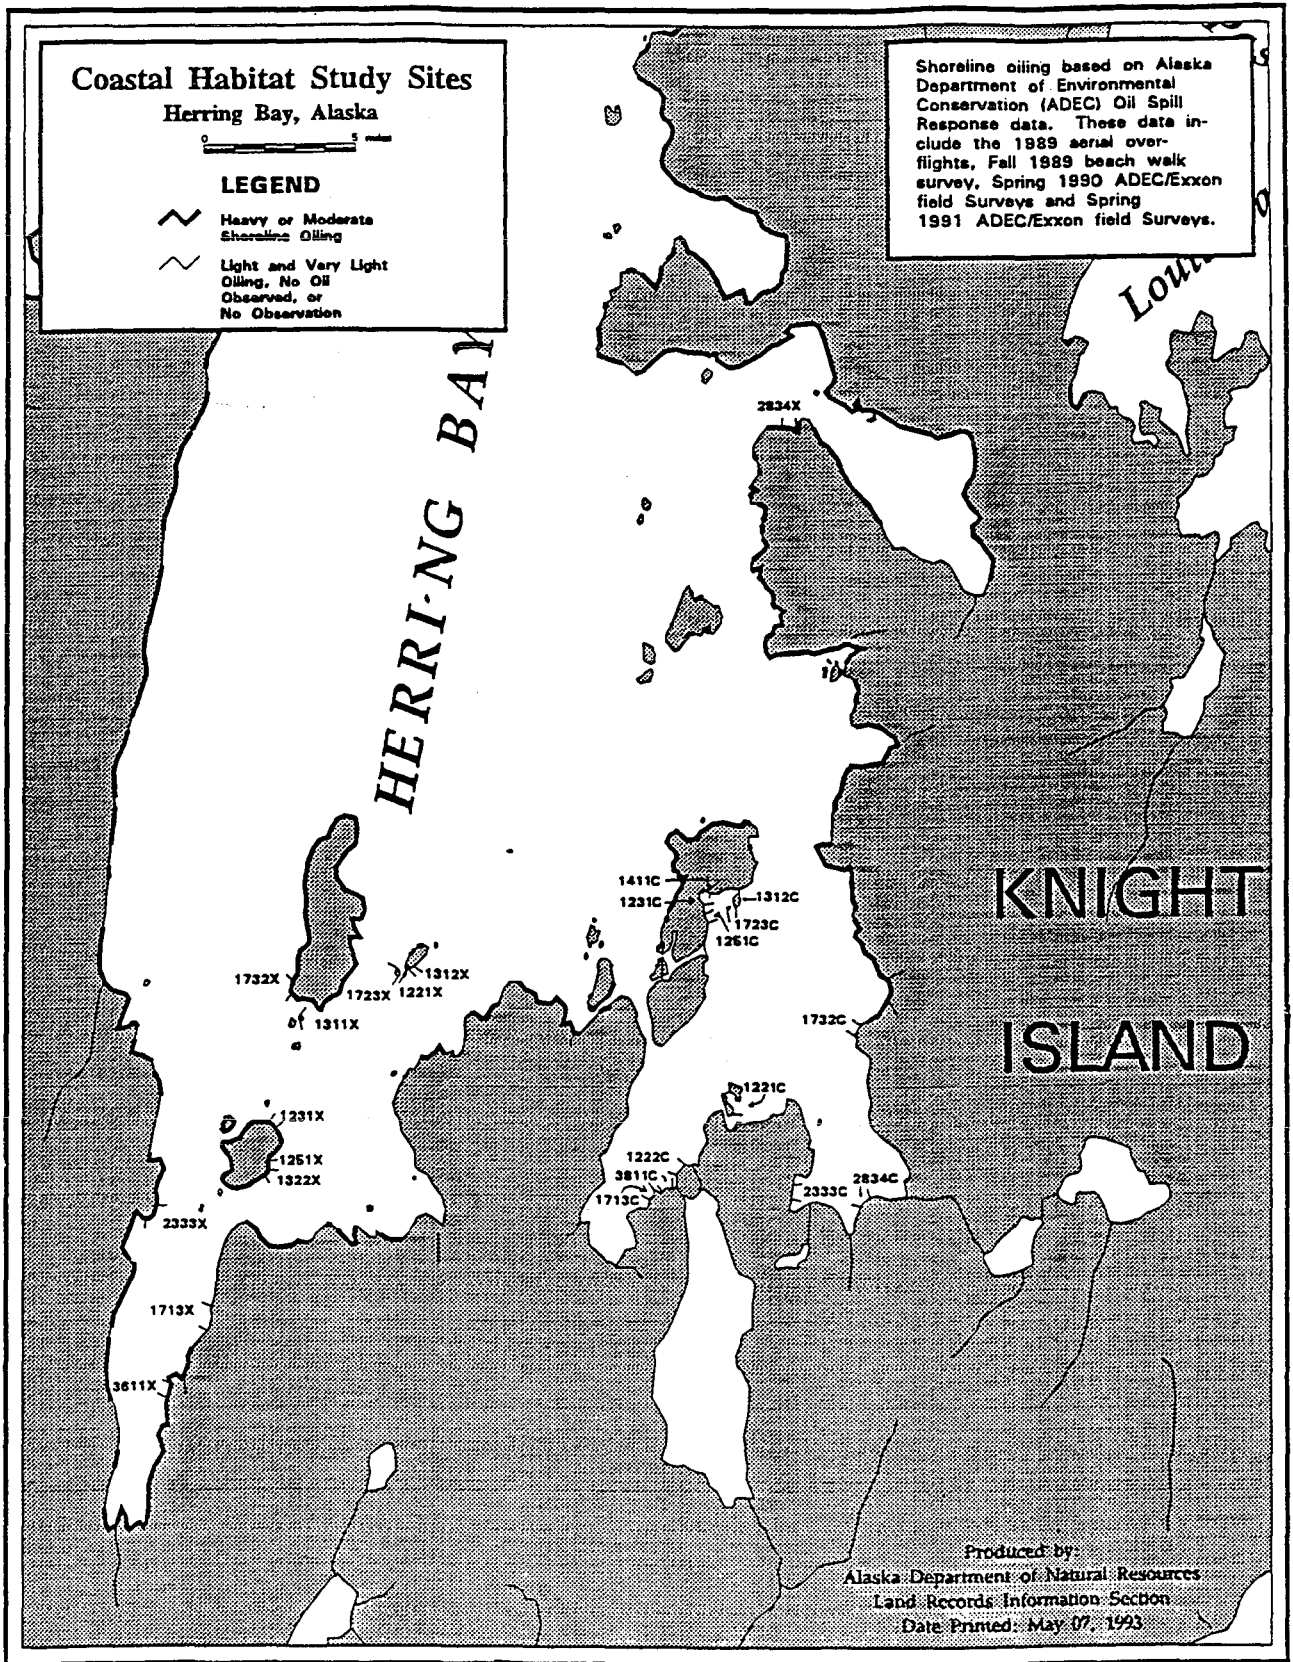 Coastal Habitat Study Sites
Herring Bay, Alaska
0 5 miles
LEGEND
Heavy or Moderate
Shoreline Oiling
Light and Very Light
Oiling, No Oil
Observed, or
No Observation
Shoreline oiling based on Alaska
Department of Environmental
Conservation (ADEC) Oil Spill
Response data. These data in-
clude the 1989 aerial over-
flights, Fall 1989 beach walk
survey, Spring 1990 ADEC/Exxon
field Surveys and Spring
1991 ADEC/Exxon field Surveys.
HERRING BAY
2834X
KNIGHT
ISLAND
1411C
1231C
1312C
1723C
1251C
1732X
1312X
1723X
1221X
1311X
1732C
1221C
1231X
1251X
1322X
2333X
1222C
3811C
1713C
2333C
2834C
1713X
3611X
Produced by:
Alaska Department of Natural Resources
Land Records Information Section
Date Printed: May 07, 1993